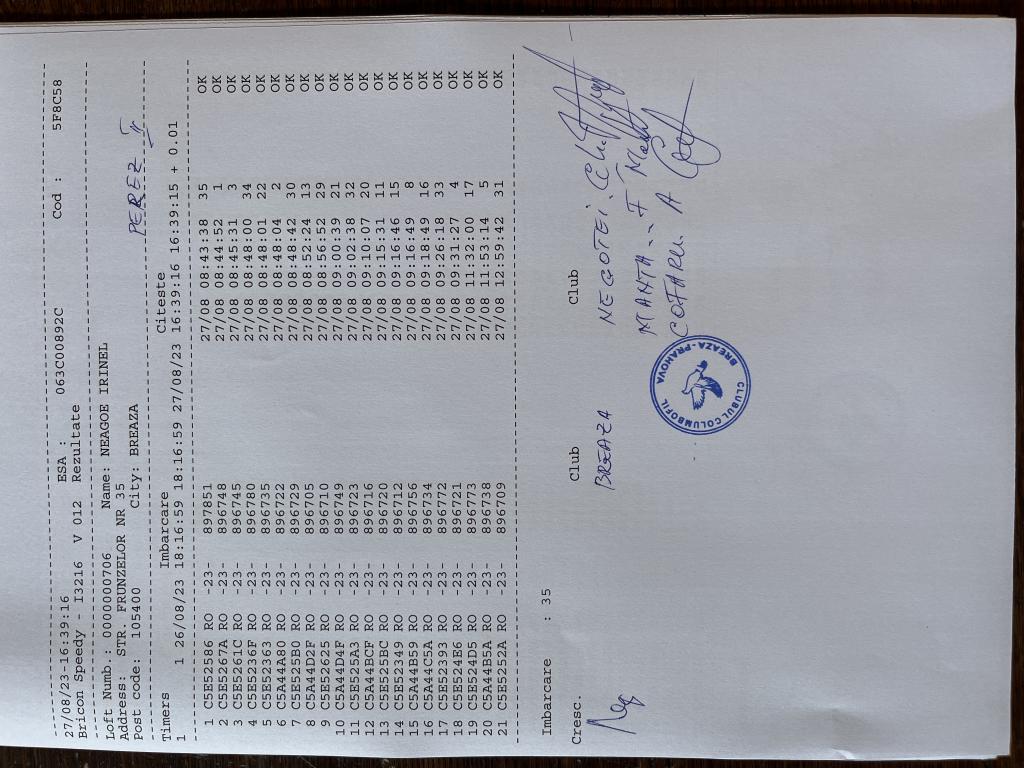 27/08/23-16:39:16 ESA : 063C00892C Cod : 5F8C58
Bricon Speedy - I3216 V 012 Rezultate
Loft Numb.: 0000000706 Name: NEAGOE IRINEL
Address: STR. FRUNZELOR NR 35
Post code: 105400 City: BREAZA
PEREZ II
Timers Imbarcare Citeste
1 1 26/08/23 18:16:59 18:16:59 27/08/23 16:39:16 16:39:15 + 0.01
1 C5E52586 RO -23- 897851 27/08 08:43:38 35 OK
2 C5E5267A RO -23- 896748 27/08 08:44:52 1 OK
3 C5E5261C RO -23- 896745 27/08 08:45:31 3 OK
4 C5E5236F RO -23- 896780 27/08 08:48:00 34 OK
5 C5E52363 RO -23- 896735 27/08 08:48:01 22 OK
6 C5A44A80 RO -23- 896722 27/08 08:48:04 2 OK
7 C5E525B0 RO -23- 896729 27/08 08:48:42 30 OK
8 C5A44D2F RO -23- 896705 27/08 08:52:24 13 OK
9 C5E52625 RO -23- 896710 27/08 08:56:52 29 OK
10 C5A44D4F RO -23- 896749 27/08 09:00:39 21 OK
11 C5E525A3 RO -23- 896723 27/08 09:02:38 32 OK
12 C5A44BCF RO -23- 896716 27/08 09:10:07 20 OK
13 C5E525BC RO -23- 896720 27/08 09:15:31 11 OK
14 C5E52349 RO -23- 896712 27/08 09:16:46 15 OK
15 C5A44B59 RO -23- 896756 27/08 09:16:49 8 OK
16 C5A44C5A RO -23- 896734 27/08 09:18:49 16 OK
17 C5E52393 RO -23- 896772 27/08 09:26:18 33 OK
18 C5E524E6 RO -23- 896721 27/08 09:31:27 4 OK
19 C5E524D5 RO -23- 896773 27/08 11:32:00 17 OK
20 C5A44B5A RO -23- 896738 27/08 11:53:14 5 OK
21 C5E5252A RO -23- 896709 27/08 12:59:42 31 OK
Imbarcare : 35
Cresc. Club Club
BREAZA NEGOTEI
MANTA F
COFARU A
CLUBUL COLUMBOFIL
BREAZA-PRAHOVA